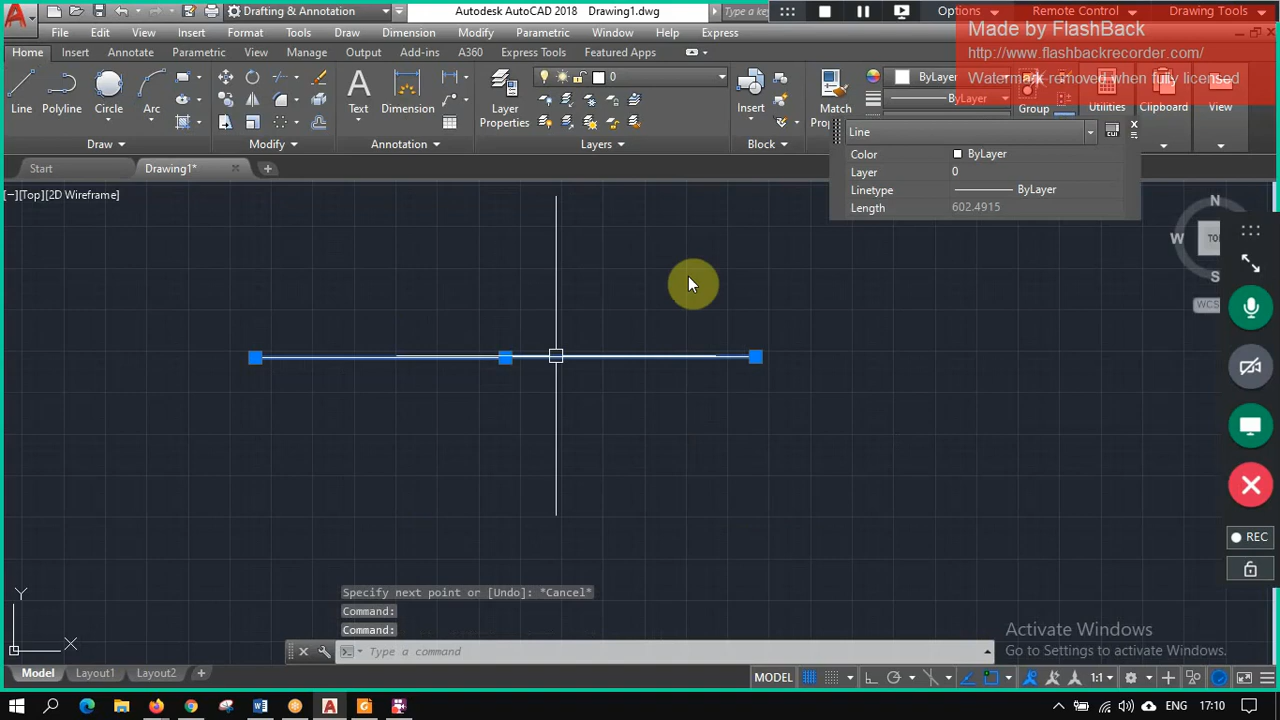 Drafting & Annotation
Autodesk AutoCAD 2018 Drawing1.dwg
Type a key
Options
Remote Control
Drawing Tools
File Edit View Insert Format Tools Draw Dimension Modify Parametric Window Help Express
Made by FlashBack
http://www.flashbackrecorder.com/
Watermark removed when fully licensed
Home Insert Annotate Parametric View Manage Output Add-ins A360 Express Tools Featured Apps
0
ByLayer
ByLayer
Line Polyline Circle Arc
Text Dimension
Layer
Properties
Insert
Match
Group
Utilities
Clipboard
View
Draw
Modify
Annotation
Layers
Block
Line
Color ByLayer
Layer 0
Linetype ByLayer
Length 602.4915
Start
Drawing1*
[−][Top][2D Wireframe]
N
W
S
WCS
REC
Specify next point or [Undo]: *Cancel*
Command:
Command:
Type a command
Y
X
Activate Windows
Go to Settings to activate Windows.
Model Layout1 Layout2
MODEL
1:1
ENG
17:10